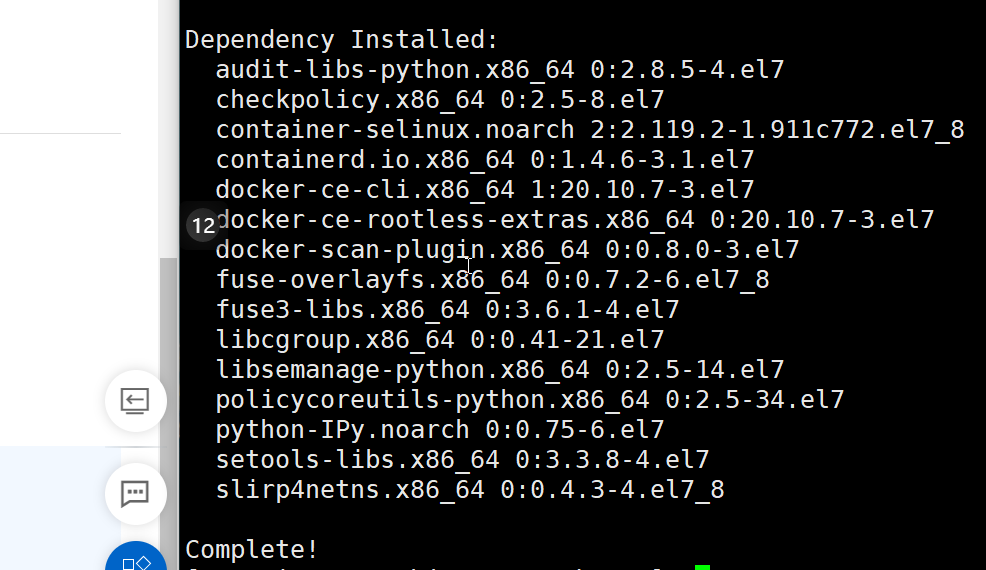 Dependency Installed:
audit-libs-python.x86_64 0:2.8.5-4.el7
checkpolicy.x86_64 0:2.5-8.el7
container-selinux.noarch 2:2.119.2-1.911c772.el7_8
containerd.io.x86_64 0:1.4.6-3.1.el7
docker-ce-cli.x86_64 1:20.10.7-3.el7
12
docker-ce-rootless-extras.x86_64 0:20.10.7-3.el7
docker-scan-plugin.x86_64 0:0.8.0-3.el7
fuse-overlayfs.x86_64 0:0.7.2-6.el7_8
fuse3-libs.x86_64 0:3.6.1-4.el7
libcgroup.x86_64 0:0.41-21.el7
libsemanage-python.x86_64 0:2.5-14.el7
policycoreutils-python.x86_64 0:2.5-34.el7
python-IPy.noarch 0:0.75-6.el7
setools-libs.x86_64 0:3.3.8-4.el7
slirp4netns.x86_64 0:0.4.3-4.el7_8
Complete!